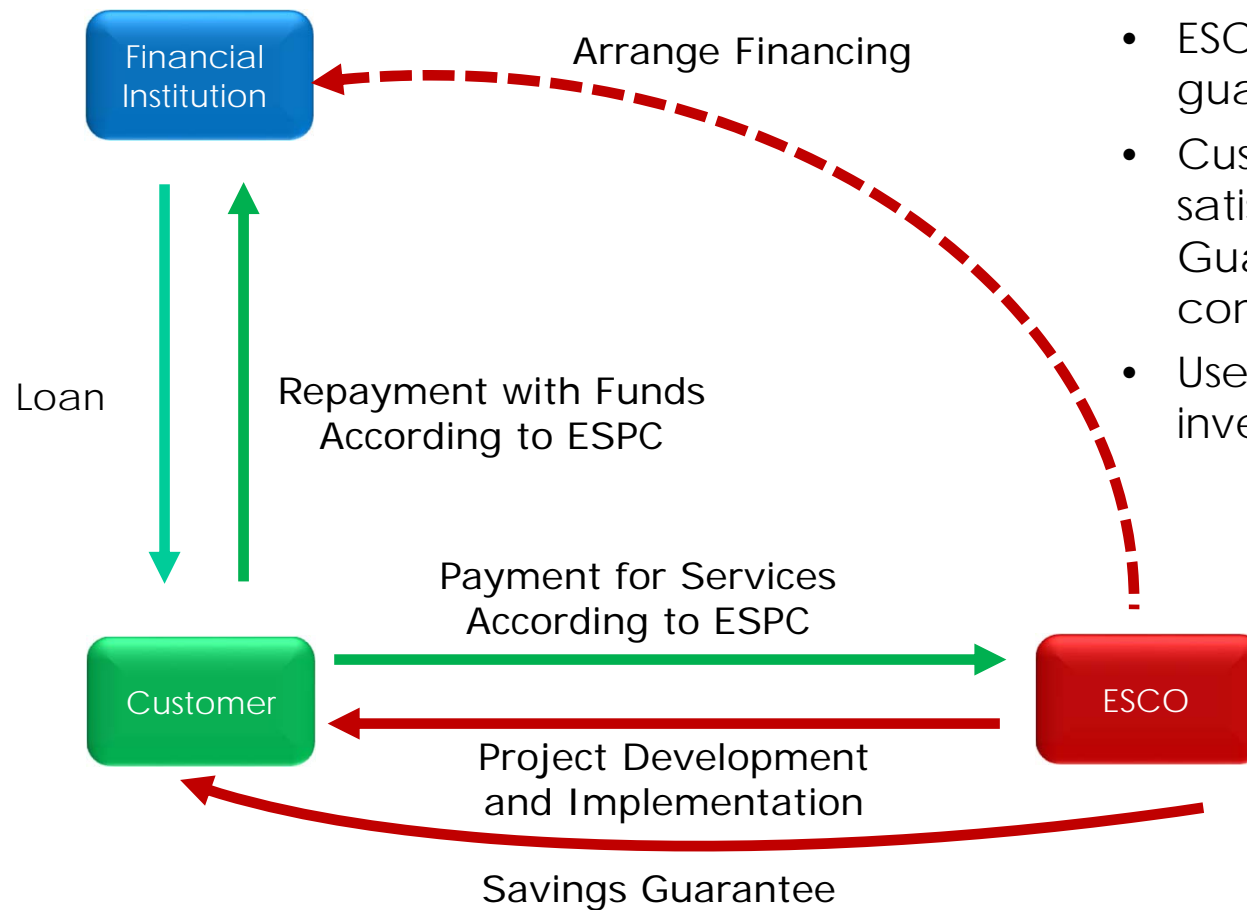 Financial
Institution
Arrange Financing
Loan
Repayment with Funds
According to ESPC
Payment for Services
According to ESPC
Customer
ESCO
Project Development
and Implementation
Savings Guarantee
•
•
•